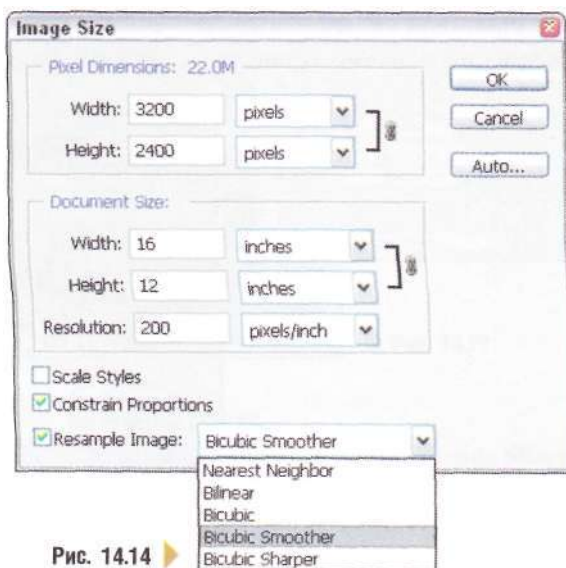 Image Size
Pixel Dimensions: 22.0M
Width: 3200 pixels
Height: 2400 pixels
OK
Cancel
Auto...
Document Size:
Width: 16 inches
Height: 12 inches
Resolution: 200 pixels/inch
Scale Styles
Constrain Proportions
Resample Image: Bicubic Smoother
Nearest Neighbor
Bilinear
Bicubic
Bicubic Smoother
Bicubic Sharper
Рис. 14.14